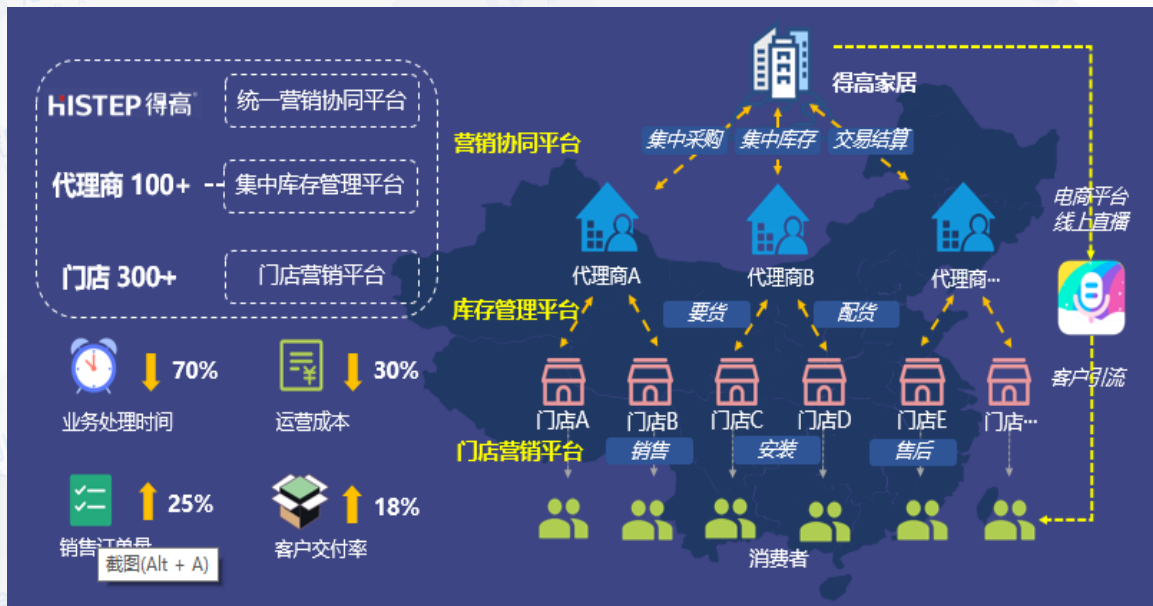 HISTEP 得高®
统一营销协同平台
代理商 100+
集中库存管理平台
门店 300+
门店营销平台
70%
业务处理时间
30%
运营成本
25%
销售订单量
截图(Alt + A)
18%
客户交付率
得高家居
营销协同平台
集中采购
集中库存
交易结算
电商平台
线上直播
代理商A
代理商B
代理商···
库存管理平台
要货
配货
客户引流
门店A
门店B
门店C
门店D
门店E
门店···
门店营销平台
销售
安装
售后
消费者